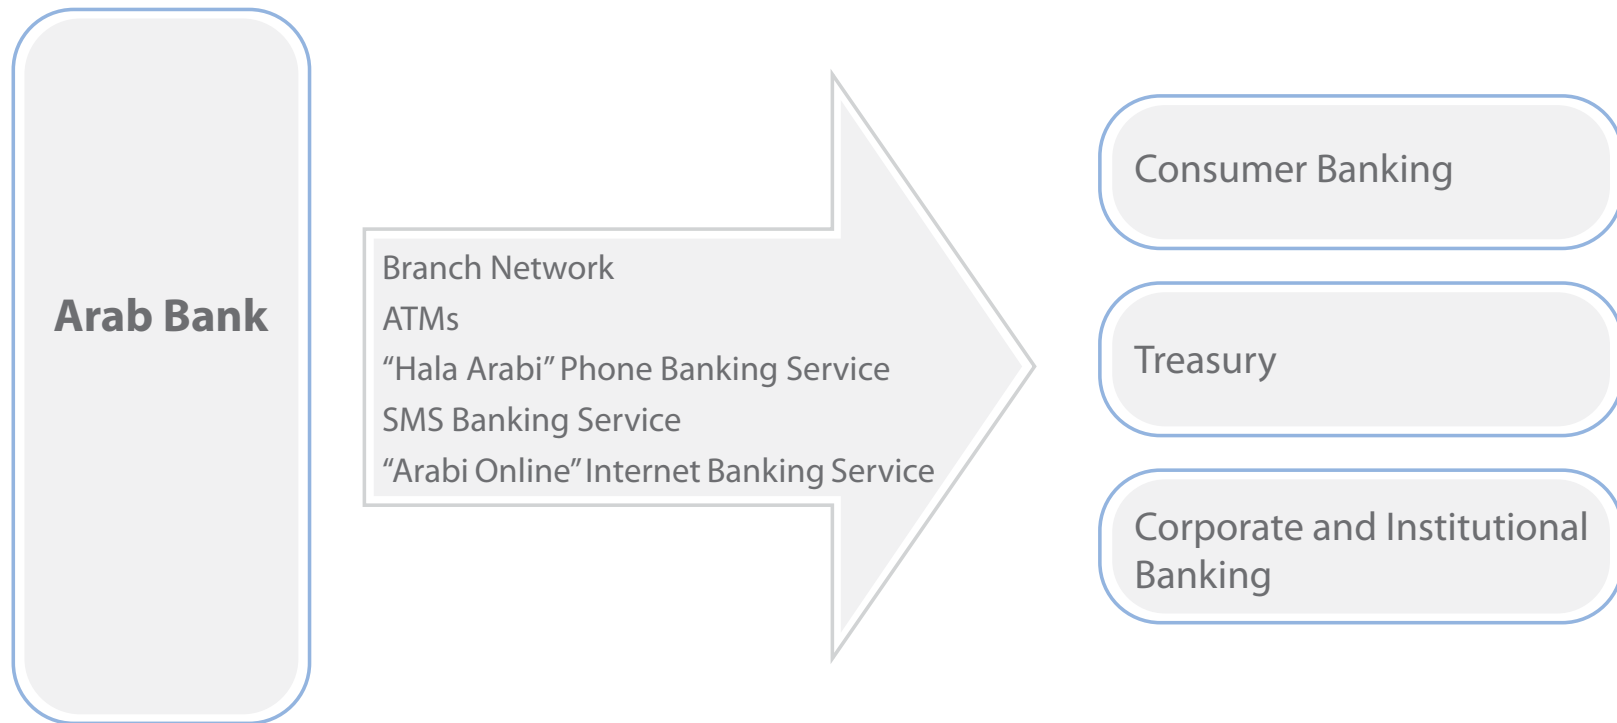 Arab Bank
Branch Network
ATMs
“Hala Arabi” Phone Banking Service
SMS Banking Service
“Arabi Online” Internet Banking Service
Consumer Banking
Treasury
Corporate and Institutional
Banking